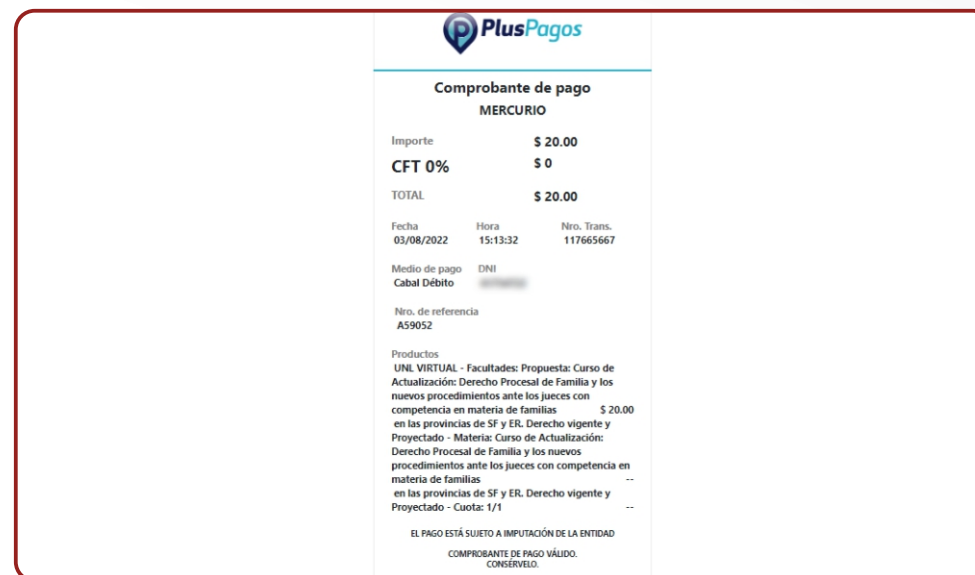 PlusPagos
Comprobante de pago
MERCURIO
Importe $ 20.00
CFT 0% $ 0
TOTAL $ 20.00
Fecha Hora Nro. Trans.
03/08/2022 15:13:32 117665667
Medio de pago DNI
Cabal Débito
Nro. de referencia
A59052
Productos
UNL VIRTUAL - Facultades: Propuesta: Curso de
Actualización: Derecho Procesal de Familia y los
nuevos procedimientos ante los jueces con
competencia en materia de familias $ 20.00
en las provincias de SF y ER. Derecho vigente y
Proyectado - Materia: Curso de Actualización:
Derecho Procesal de Familia y los nuevos
procedimientos ante los jueces con competencia en
materia de familias --
en las provincias de SF y ER. Derecho vigente y
Proyectado - Cuota: 1/1 --
EL PAGO ESTÁ SUJETO A IMPUTACIÓN DE LA ENTIDAD
COMPROBANTE DE PAGO VÁLIDO.
CONSÉRVELO.